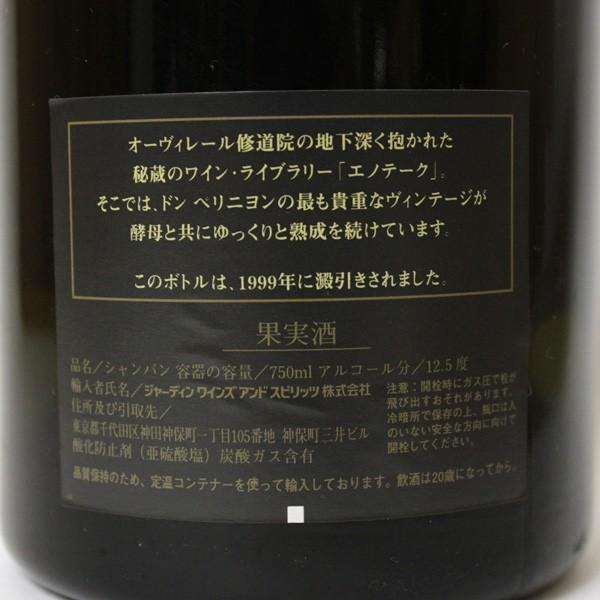 オーヴィレール修道院の地下深く抱かれた
秘蔵のワイン・ライブラリー「エノテーク」。
そこでは、ドン ペリニヨンの最も貴重なヴィンテージが
酵母と共にゆっくりと熟成を続けています。
このボトルは、1999年に澱引きされました。
果実酒
品名／シャンパン 容器の容量／750ml アルコール分／12.5度
輸入者氏名／ジャーディン ワインズ アンド スピリッツ 株式会社
住所及び引取先／
東京都千代田区神田神保町一丁目105番地 神保町三井ビル
酸化防止剤（亜硫酸塩）炭酸ガス含有
注意：開栓時にガス圧で栓が
飛び出すおそれがあります。
冷暗所で保存の上、瓶口は人
のいない安全な方向に向けて
開栓してください。
品質保持のため、定温コンテナーを使って輸入しております。飲酒は20歳になってから。